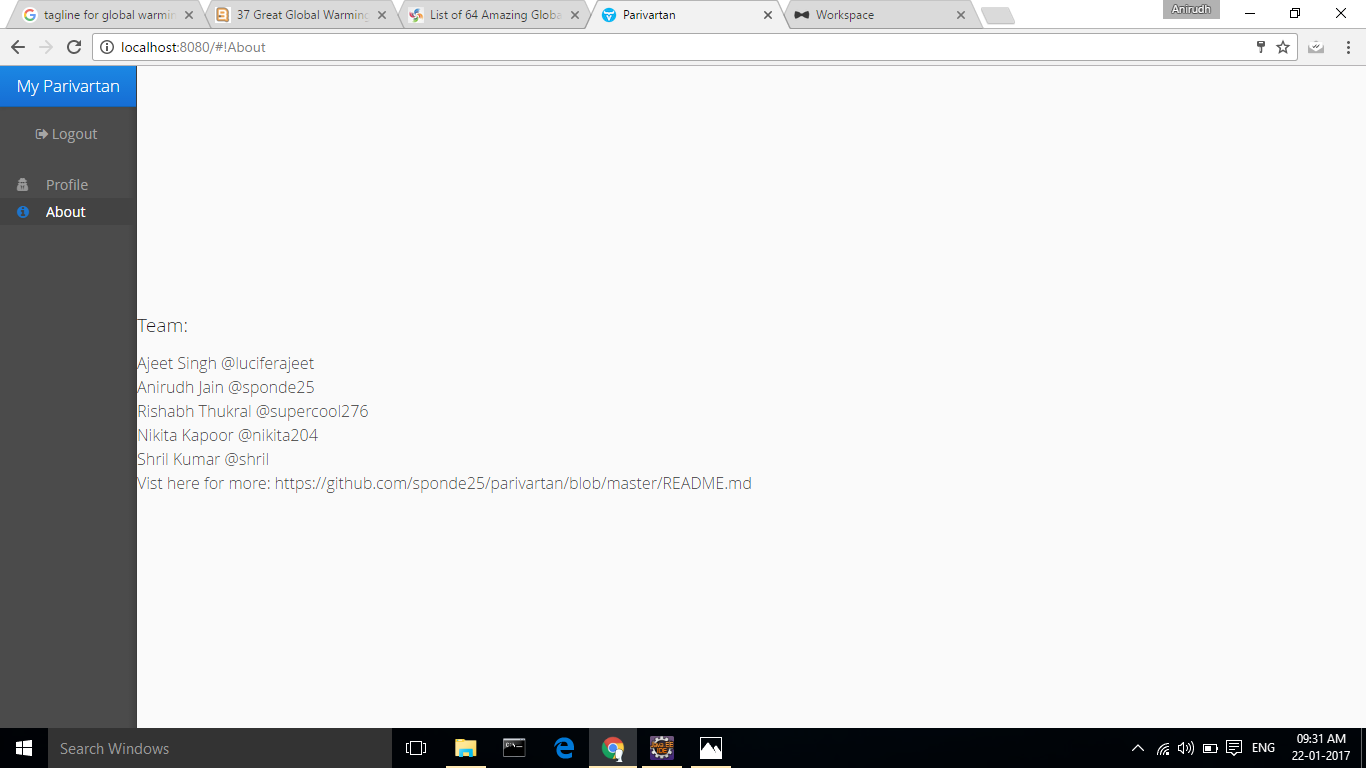 tagline for global warmin
37 Great Global Warming
List of 64 Amazing Globa
Parivartan
Workspace
Anirudh
localhost:8080/#!About
My Parivartan
Logout
Profile
About
Team:
Ajeet Singh @luciferajeet
Anirudh Jain @sponde25
Rishabh Thukral @supercool276
Nikita Kapoor @nikita204
Shril Kumar @shril
Vist here for more: https://github.com/sponde25/parivartan/blob/master/README.md
Search Windows
ENG
09:31 AM
22-01-2017